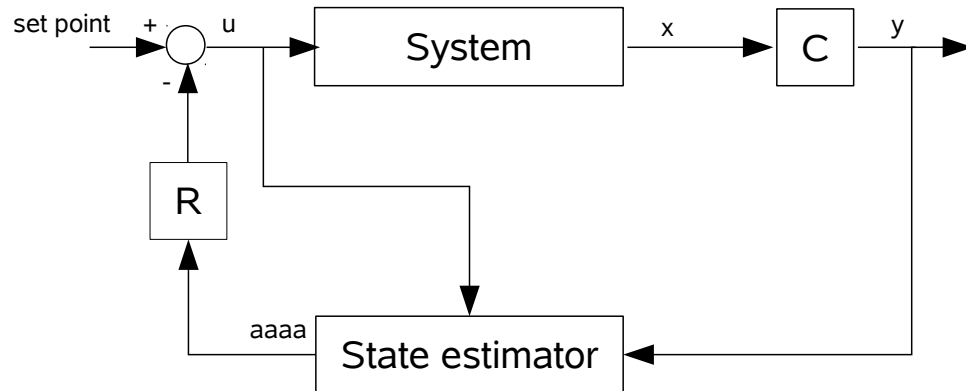 set point
+
u
System
x
C
y
-
R
aaaa
State estimator